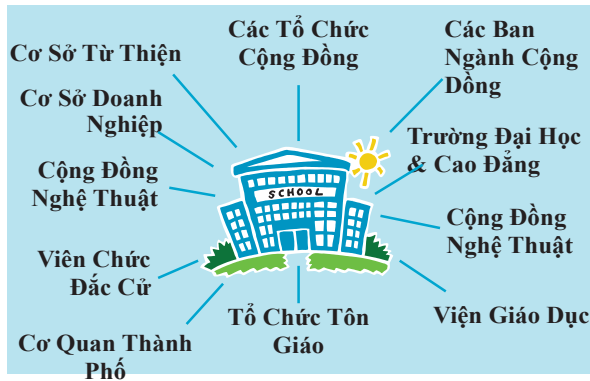 Cơ Sở Từ Thiện
Các Tổ Chức
Cộng Đồng
Các Ban
Ngành Cộng
Dồng
Cơ Sở Doanh
Nghiệp
Trường Đại Học
& Cao Đẳng
Cộng Đồng
Nghệ Thuật
SCHOOL
Cộng Đồng
Nghệ Thuật
Viên Chức
Đắc Cử
Tổ Chức Tôn
Giáo
Viện Giáo Dục
Cơ Quan Thành
Phố